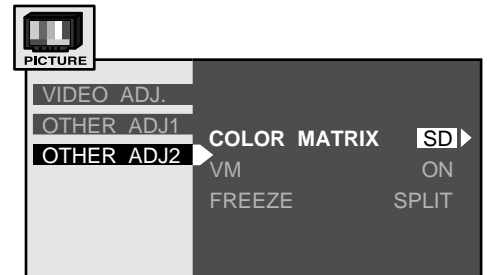 PICTURE
VIDEO ADJ.
OTHER ADJ1
OTHER ADJ2
COLOR MATRIX SD
VM ON
FREEZE SPLIT